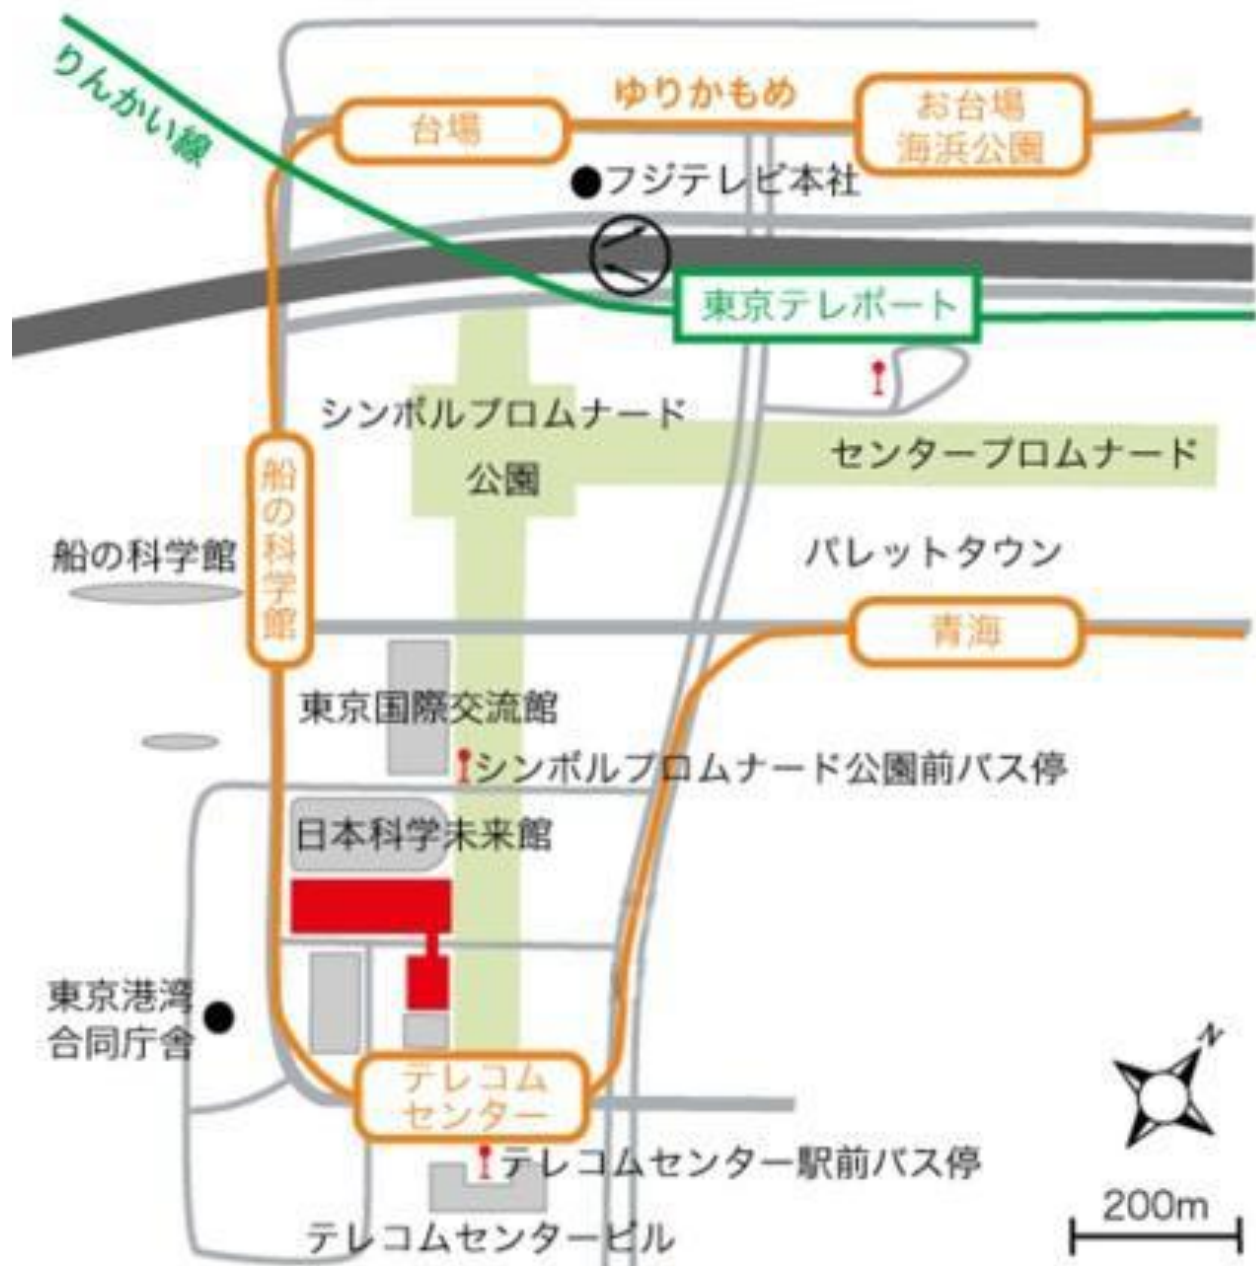 りんかい線
ゆりかもめ
台場
お台場
海浜公園
フジテレビ本社
東京テレポート
シンボルプロムナード
公園
センタープロムナード
船の科学館
船の科学館
パレットタウン
青海
東京国際交流館
シンボルプロムナード公園前バス停
日本科学未来館
東京港湾
合同庁舎
テレコム
センター
N
テレコムセンター駅前バス停
200m
テレコムセンタービル